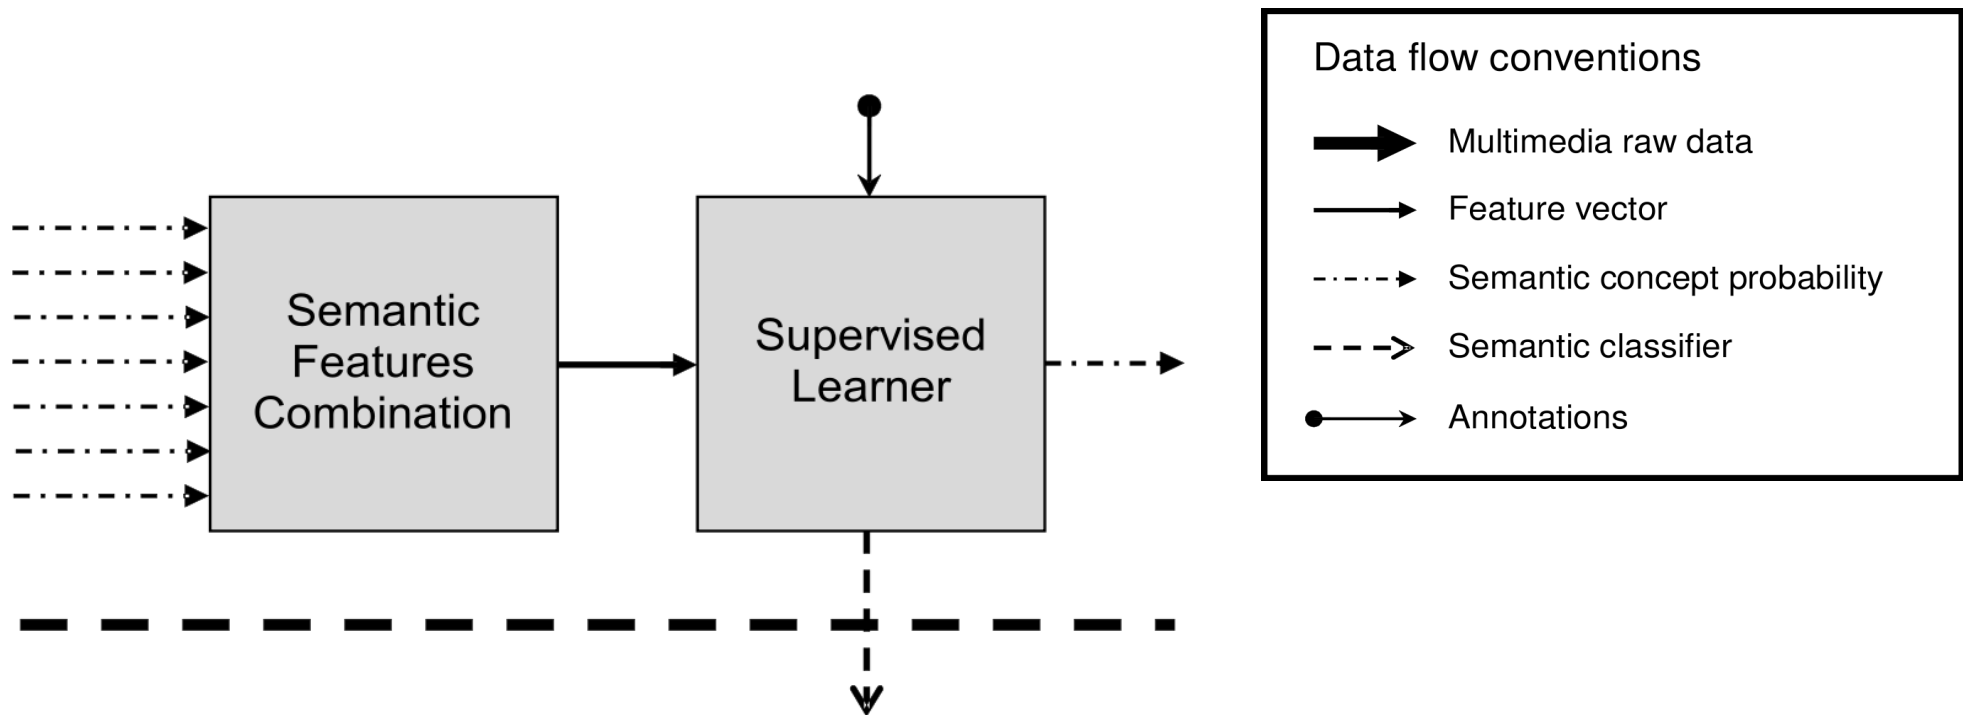 Semantic
Features
Combination
Supervised
Learner
Data flow conventions
Multimedia raw data
Feature vector
Semantic concept probability
Semantic classifier
Annotations